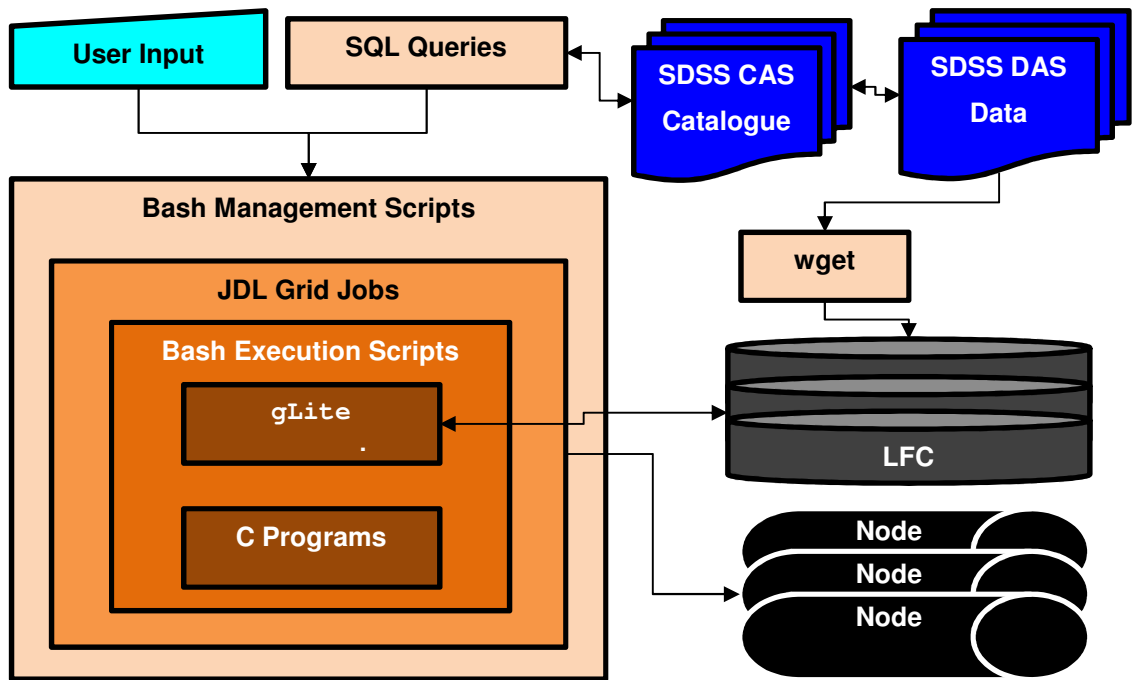 User Input
SQL Queries
SDSS CAS
Catalogue
SDSS DAS
Data
Bash Management Scripts
wget
JDL Grid Jobs
Bash Execution Scripts
gLite
.
LFC
C Programs
Node
Node
Node